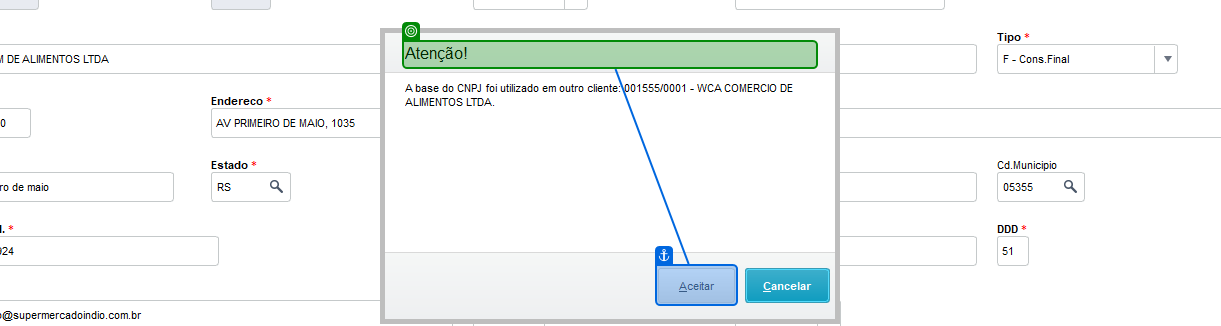 Atenção!
Tipo *
M DE ALIMENTOS LTDA
F - Cons.Final
A base do CNPJ foi utilizado em outro cliente: 001555/0001 - WCA COMERCIO DE
ALIMENTOS LTDA.
Endereco *
0
AV PRIMEIRO DE MAIO, 1035
Estado *
Cd.Municipio
ro de maio
RS
05355
l. *
DDD *
924
51
Aceitar
Cancelar
o@supermercadoindio.com.br